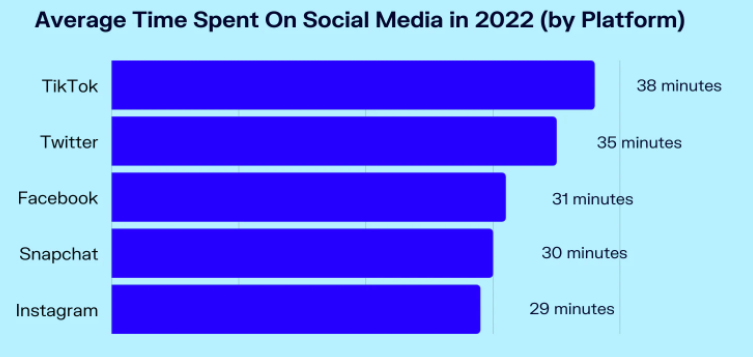 Average Time Spent On Social Media in 2022 (by Platform)
TikTok 38 minutes
Twitter 35 minutes
Facebook 31 minutes
Snapchat 30 minutes
Instagram 29 minutes